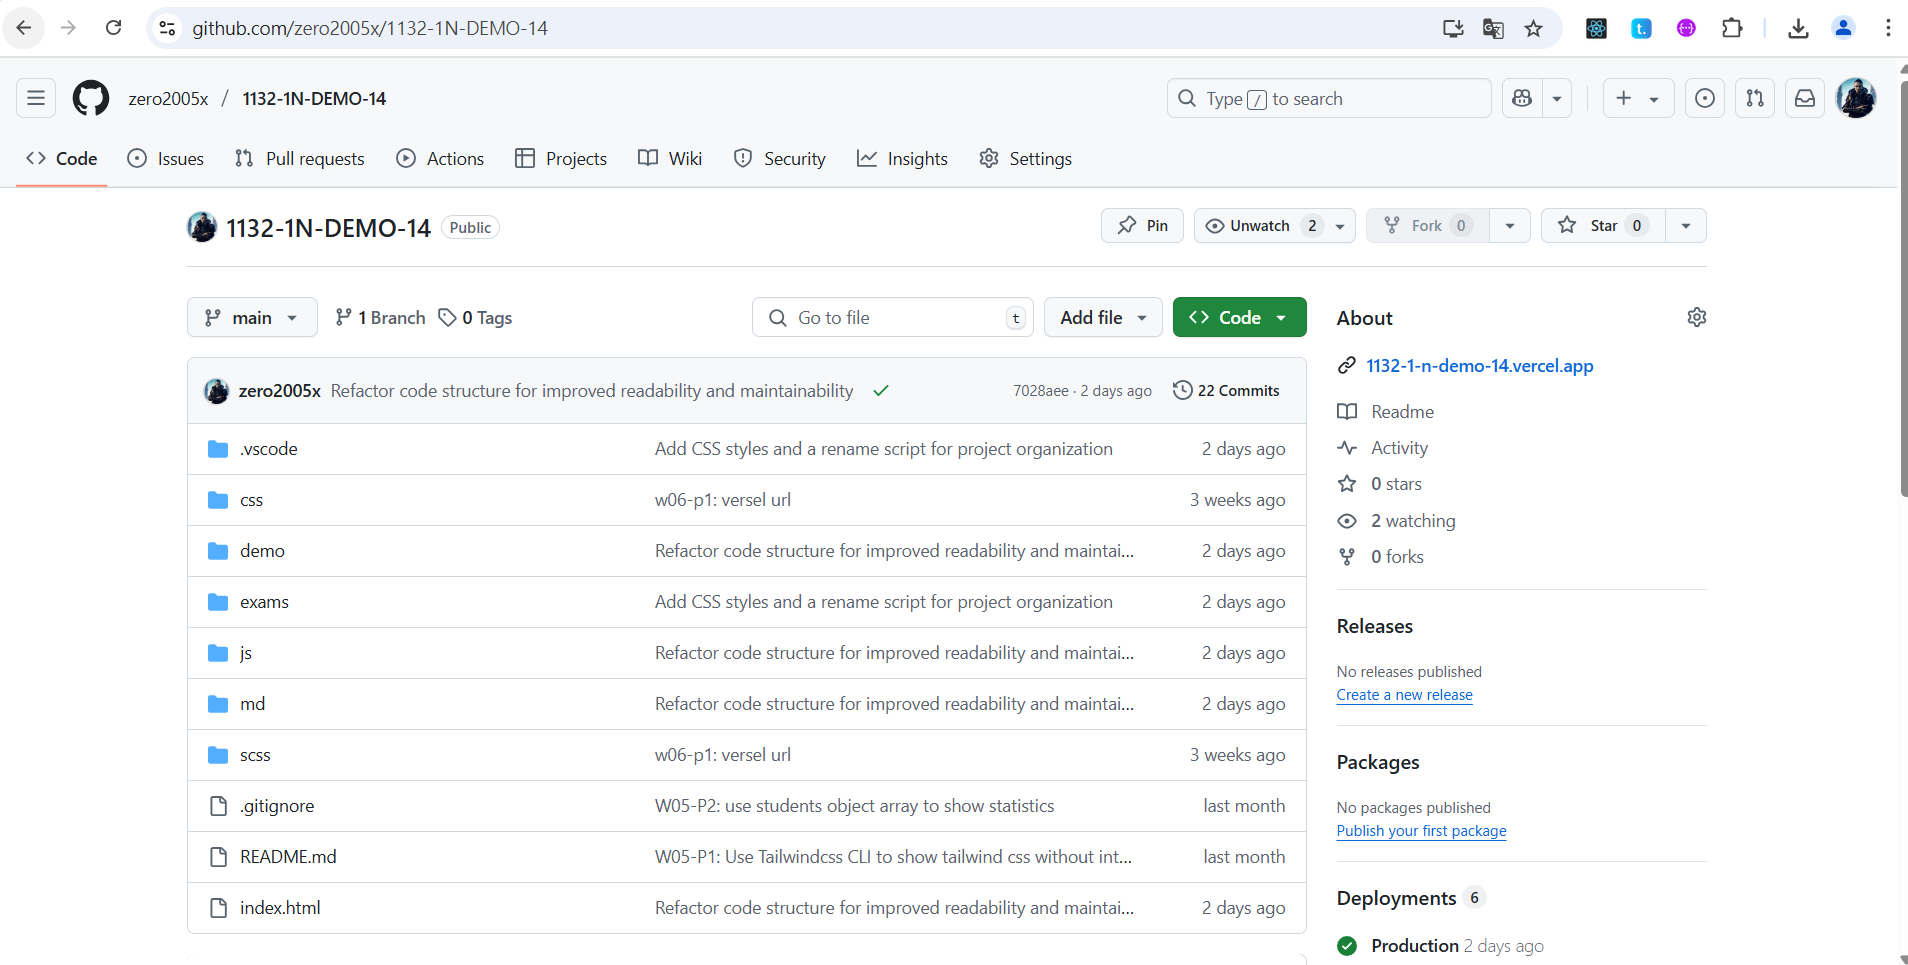 github.com/zero2005x/1132-1N-DEMO-14
zero2005x / 1132-1N-DEMO-14
Type / to search
Code Issues Pull requests Actions Projects Wiki Security Insights Settings
1132-1N-DEMO-14 Public
Pin Unwatch 2 Fork 0 Star 0
main 1 Branch 0 Tags
Go to file t Add file Code
zero2005x Refactor code structure for improved readability and maintainability 7028aee · 2 days ago 22 Commits
.vscode Add CSS styles and a rename script for project organization 2 days ago
css w06-p1: versel url 3 weeks ago
demo Refactor code structure for improved readability and maintai... 2 days ago
exams Add CSS styles and a rename script for project organization 2 days ago
js Refactor code structure for improved readability and maintai... 2 days ago
md Refactor code structure for improved readability and maintai... 2 days ago
scss w06-p1: versel url 3 weeks ago
.gitignore W05-P2: use students object array to show statistics last month
README.md W05-P1: Use Tailwindcss CLI to show tailwind css without int... last month
index.html Refactor code structure for improved readability and maintai... 2 days ago
About
1132-1-n-demo-14.vercel.app
Readme
Activity
0 stars
2 watching
0 forks
Releases
No releases published
Create a new release
Packages
No packages published
Publish your first package
Deployments 6
Production 2 days ago